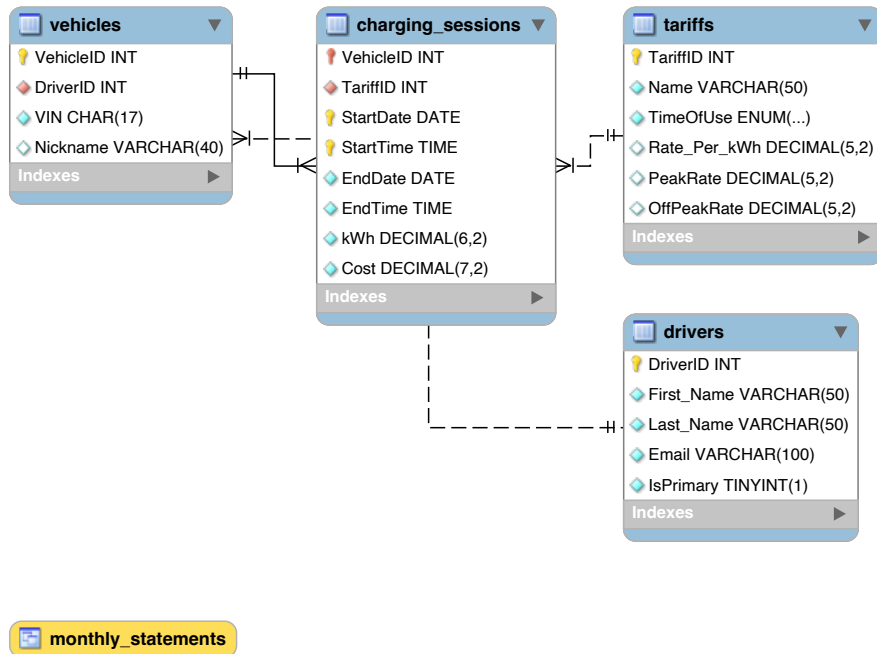 vehicles
VehicleID INT
DriverID INT
VIN CHAR(17)
Nickname VARCHAR(40)
Indexes
charging_sessions
VehicleID INT
TariffID INT
StartDate DATE
StartTime TIME
EndDate DATE
EndTime TIME
kWh DECIMAL(6,2)
Cost DECIMAL(7,2)
Indexes
tariffs
TariffID INT
Name VARCHAR(50)
TimeOfUse ENUM(...)
Rate_Per_kWh DECIMAL(5,2)
PeakRate DECIMAL(5,2)
OffPeakRate DECIMAL(5,2)
Indexes
drivers
DriverID INT
First_Name VARCHAR(50)
Last_Name VARCHAR(50)
Email VARCHAR(100)
IsPrimary TINYINT(1)
Indexes
monthly_statements